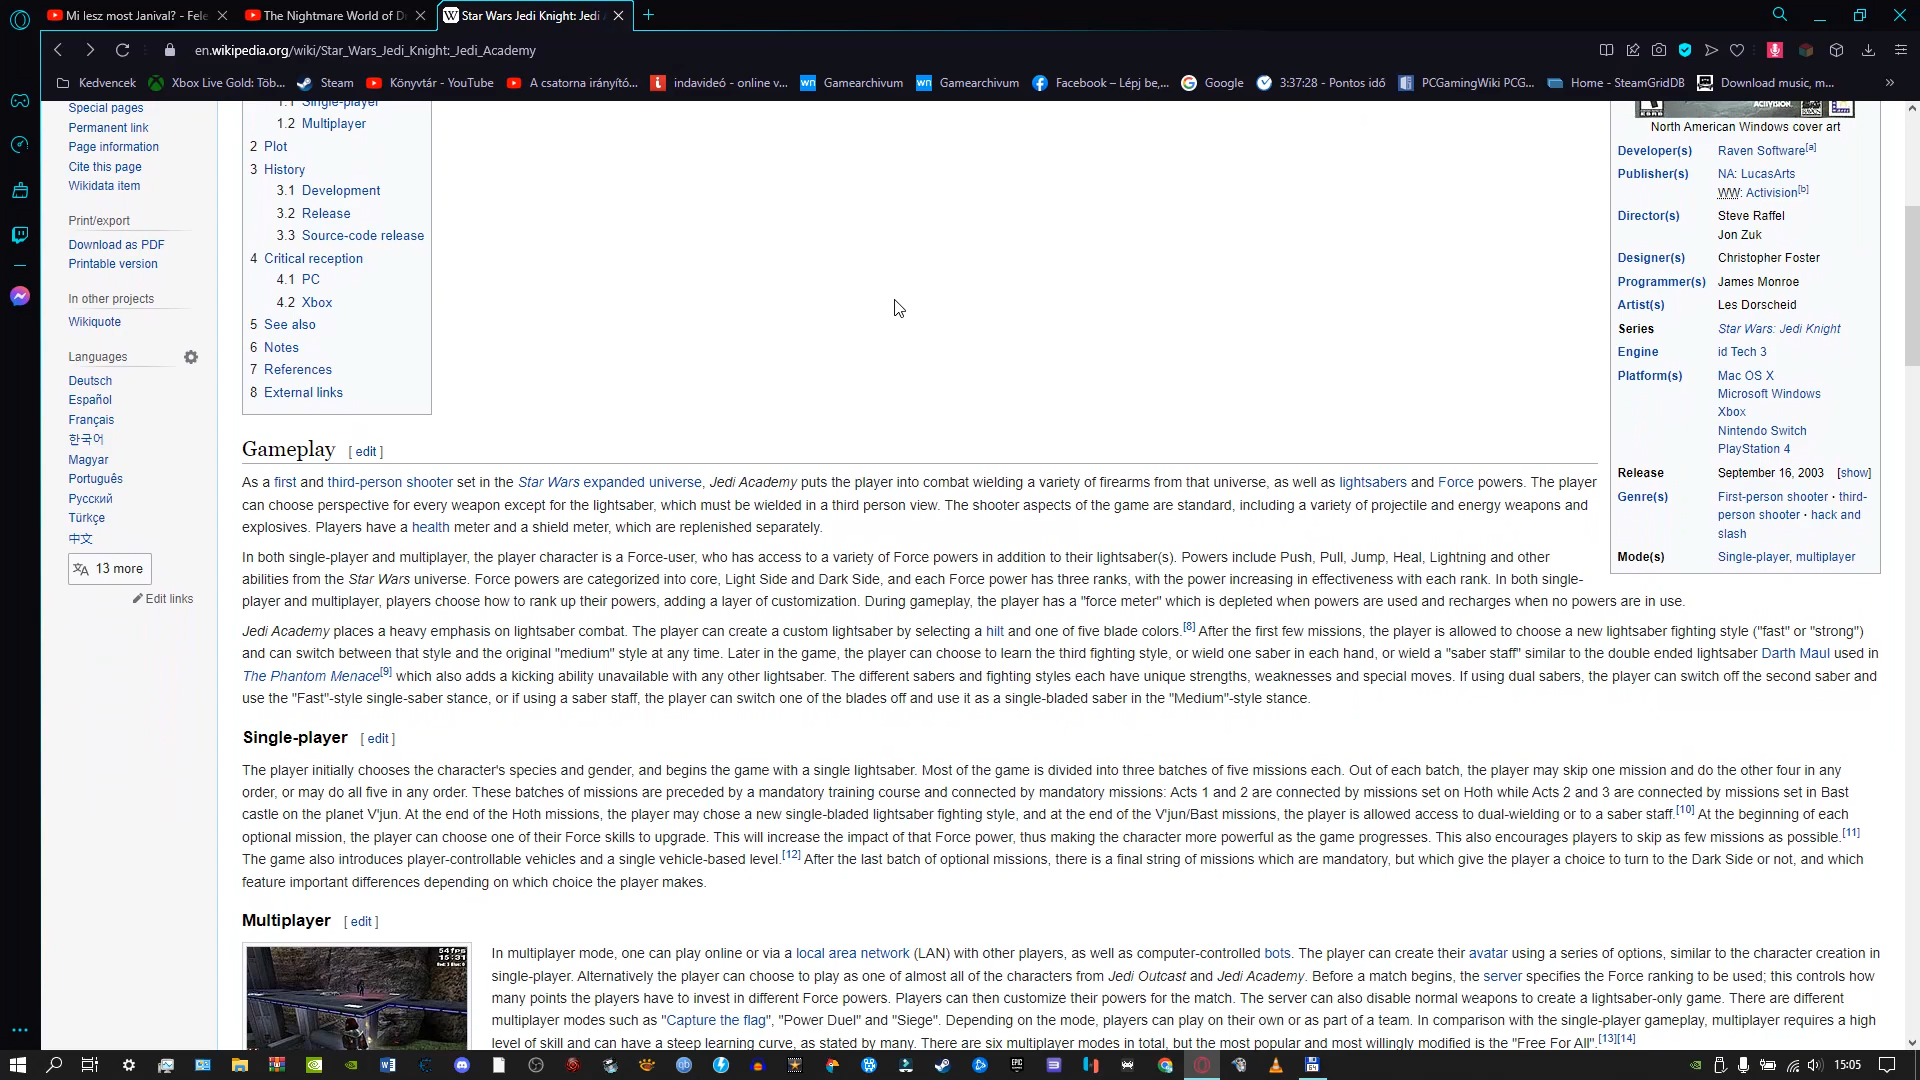 Mi lesz most Janival? - Fele
The Nightmare World of D
Star Wars Jedi Knight: Jedi A
en.wikipedia.org/wiki/Star_Wars_Jedi_Knight:_Jedi_Academy
Kedvencek
Xbox Live Gold: Töb...
Steam
Könyvtár - YouTube
A csatorna irányító...
indavideó - online v...
Gamearchivum
Gamearchivum
Facebook – Lépj be,...
Google
3:37:28 - Pontos idő
PCGamingWiki PCG...
Home - SteamGridDB
Download music, m...
Special pages
Permanent link
Page information
Cite this page
Wikidata item
Print/export
Download as PDF
Printable version
In other projects
Wikiquote
Languages
Deutsch
Español
Français
한국어
Magyar
Português
Русский
Türkçe
中文
13 more
Edit links
1.1 Single-player
1.2 Multiplayer
2 Plot
3 History
3.1 Development
3.2 Release
3.3 Source-code release
4 Critical reception
4.1 PC
4.2 Xbox
5 See also
6 Notes
7 References
8 External links
ACTIVISION.
North American Windows cover art
Developer(s) Raven Software[a]
Publisher(s) NA: LucasArts
WW: Activision[b]
Director(s) Steve Raffel
Jon Zuk
Designer(s) Christopher Foster
Programmer(s) James Monroe
Artist(s) Les Dorscheid
Series Star Wars: Jedi Knight
Engine id Tech 3
Platform(s) Mac OS X
Microsoft Windows
Xbox
Nintendo Switch
PlayStation 4
Release September 16, 2003 [show]
Genre(s) First-person shooter · third-
person shooter · hack and
slash
Mode(s) Single-player, multiplayer
Gameplay [ edit ]
As a first and third-person shooter set in the Star Wars expanded universe, Jedi Academy puts the player into combat wielding a variety of firearms from that universe, as well as lightsabers and Force powers. The player
can choose perspective for every weapon except for the lightsaber, which must be wielded in a third person view. The shooter aspects of the game are standard, including a variety of projectile and energy weapons and
explosives. Players have a health meter and a shield meter, which are replenished separately.
In both single-player and multiplayer, the player character is a Force-user, who has access to a variety of Force powers in addition to their lightsaber(s). Powers include Push, Pull, Jump, Heal, Lightning and other
abilities from the Star Wars universe. Force powers are categorized into core, Light Side and Dark Side, and each Force power has three ranks, with the power increasing in effectiveness with each rank. In both single-
player and multiplayer, players choose how to rank up their powers, adding a layer of customization. During gameplay, the player has a "force meter" which is depleted when powers are used and recharges when no powers are in use.
Jedi Academy places a heavy emphasis on lightsaber combat. The player can create a custom lightsaber by selecting a hilt and one of five blade colors.[8] After the first few missions, the player is allowed to choose a new lightsaber fighting style ("fast" or "strong")
and can switch between that style and the original "medium" style at any time. Later in the game, the player can choose to learn the third fighting style, or wield one saber in each hand, or wield a "saber staff" similar to the double ended lightsaber Darth Maul used in
The Phantom Menace[9] which also adds a kicking ability unavailable with any other lightsaber. The different sabers and fighting styles each have unique strengths, weaknesses and special moves. If using dual sabers, the player can switch off the second saber and
use the "Fast"-style single-saber stance, or if using a saber staff, the player can switch one of the blades off and use it as a single-bladed saber in the "Medium"-style stance.
Single-player [ edit ]
The player initially chooses the character's species and gender, and begins the game with a single lightsaber. Most of the game is divided into three batches of five missions each. Out of each batch, the player may skip one mission and do the other four in any
order, or may do all five in any order. These batches of missions are preceded by a mandatory training course and connected by mandatory missions: Acts 1 and 2 are connected by missions set on Hoth while Acts 2 and 3 are connected by missions set in Bast
castle on the planet V'jun. At the end of the Hoth missions, the player may chose a new single-bladed lightsaber fighting style, and at the end of the V'jun/Bast missions, the player is allowed access to dual-wielding or to a saber staff.[10] At the beginning of each
optional mission, the player can choose one of their Force skills to upgrade. This will increase the impact of that Force power, thus making the character more powerful as the game progresses. This also encourages players to skip as few missions as possible.[11]
The game also introduces player-controllable vehicles and a single vehicle-based level.[12] After the last batch of optional missions, there is a final string of missions which are mandatory, but which give the player a choice to turn to the Dark Side or not, and which
feature important differences depending on which choice the player makes.
Multiplayer [ edit ]
54fps
15:31
In multiplayer mode, one can play online or via a local area network (LAN) with other players, as well as computer-controlled bots. The player can create their avatar using a series of options, similar to the character creation in
single-player. Alternatively the player can choose to play as one of almost all of the characters from Jedi Outcast and Jedi Academy. Before a match begins, the server specifies the Force ranking to be used; this controls how
many points the players have to invest in different Force powers. Players can then customize their powers for the match. The server can also disable normal weapons to create a lightsaber-only game. There are different
multiplayer modes such as "Capture the flag", "Power Duel" and "Siege". Depending on the mode, players can play on their own or as part of a team. In comparison with the single-player gameplay, multiplayer requires a high
level of skill and can have a steep learning curve, as stated by many. There are six multiplayer modes in total, but the most popular and most willingly modified is the "Free For All".[13][14]
15:05